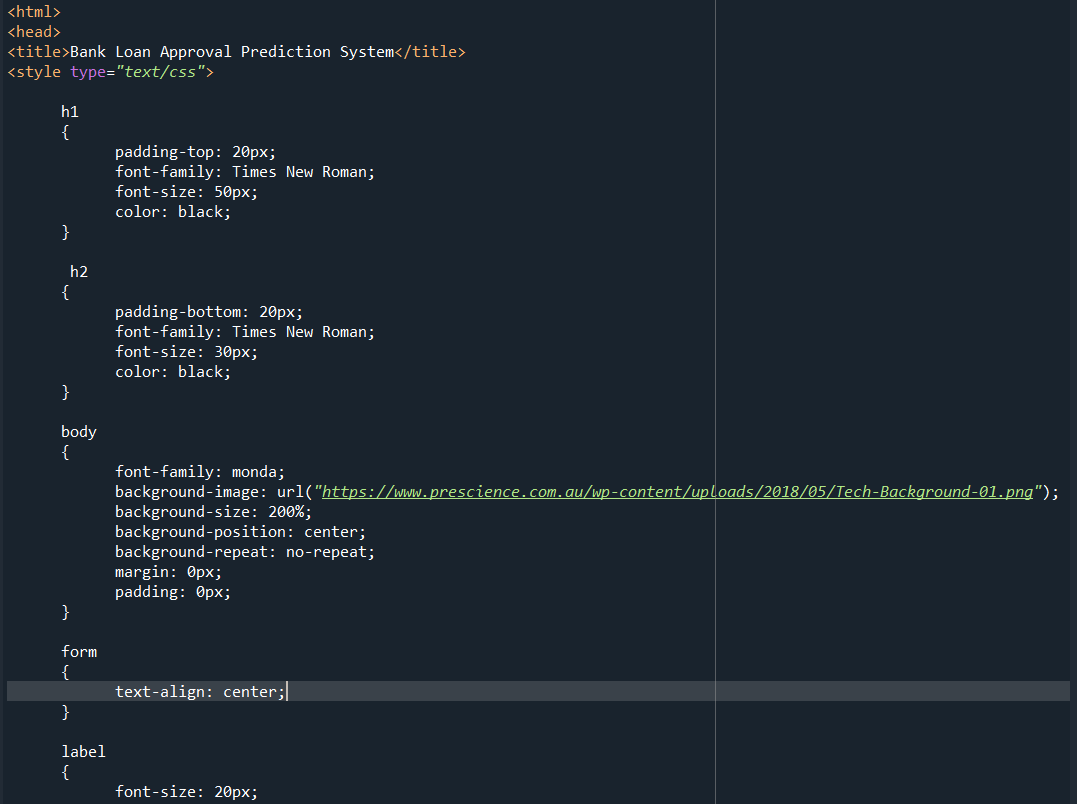 <html>
<head>
<title>Bank Loan Approval Prediction System</title>
<style type="text/css">
h1
{
padding-top: 20px;
font-family: Times New Roman;
font-size: 50px;
color: black;
}
h2
{
padding-bottom: 20px;
font-family: Times New Roman;
font-size: 30px;
color: black;
}
body
{
font-family: monda;
background-image: url("https://www.prescience.com.au/wp-content/uploads/2018/05/Tech-Background-01.png");
background-size: 200%;
background-position: center;
background-repeat: no-repeat;
margin: 0px;
padding: 0px;
}
form
{
text-align: center;
}
label
{
font-size: 20px;